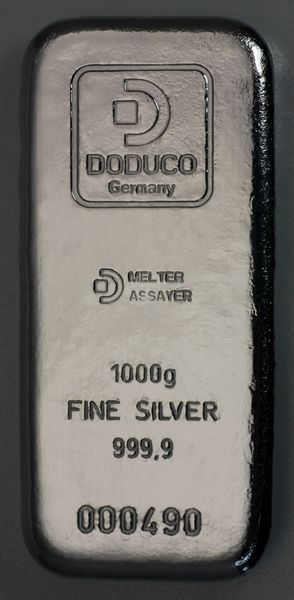 DODUCO
Germany
MELTER
ASSAYER
1000g
FINE SILVER
999,9
000490